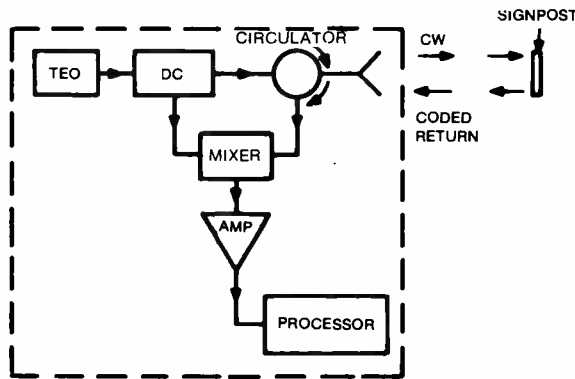 SIGNPOST
CIRCULATOR
CW
TEO
DC
CODED
RETURN
MIXER
AMP
PROCESSOR